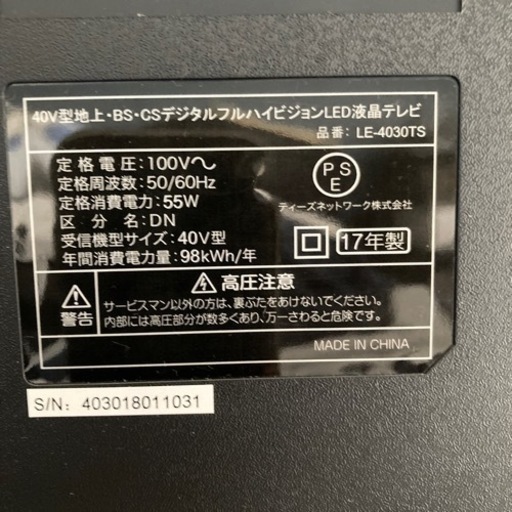 40V型地上・BS・CSデジタルフルハイビジョンLED液晶テレビ
品番: LE-4030TS
定格電圧:100V～
定格周波数:50/60Hz
定格消費電力:55W
区分名:DN
受信機型サイズ:40V型
年間消費電力量:98kWh/年
PSE
ティーズネットワーク株式会社
17年製
高圧注意
警告
サービスマン以外の方は、裏ぶたをあけないでください。
内部には高圧部分が数多くあり、万一さわると危険です。
MADE IN CHINA
S/N: 403018011031